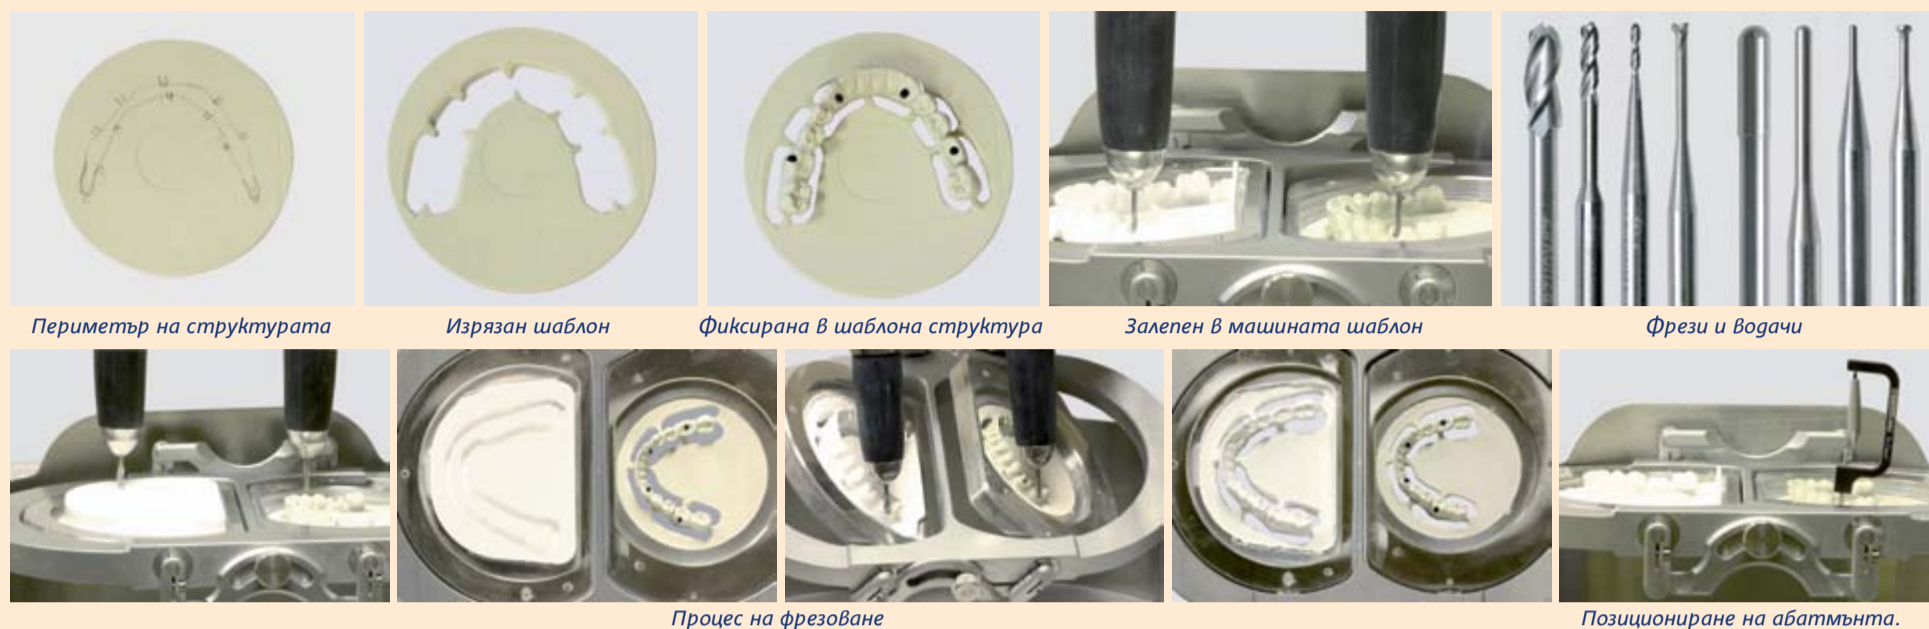 Периметър на структурата
Изрязан шаблон
Фиксирана в шаблона структура
Залепен в машината шаблон
Фрези и водачи
Процес на фрезоване
Позициониране на абатмънта.